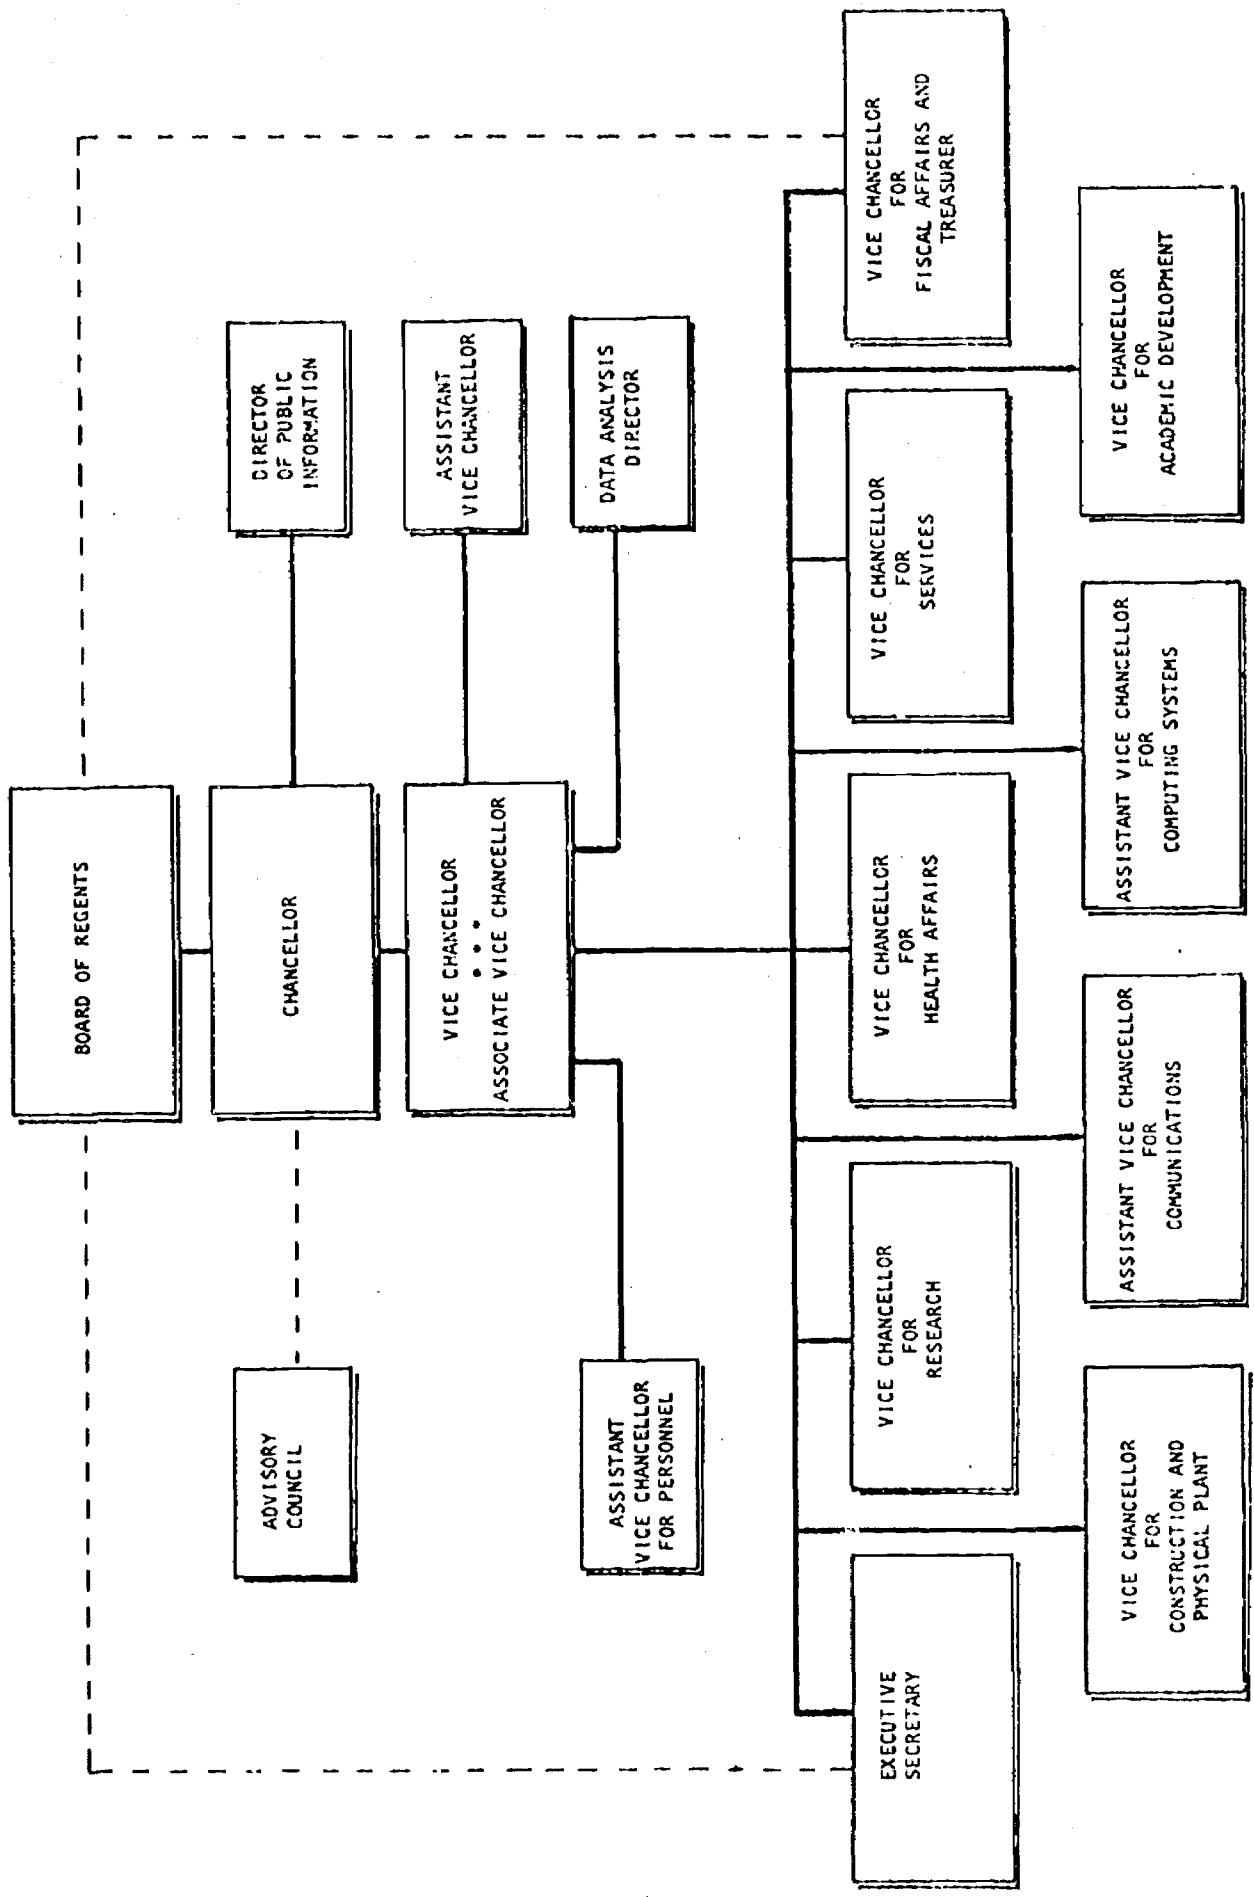 BOARD OF REGENTS
CHANCELLOR
ADVISORY
COUNCIL
DIRECTOR
OF PUBLIC
INFORMATION
VICE CHANCELLOR
• • •
ASSOCIATE VICE CHANCELLOR
ASSISTANT
VICE CHANCELLOR
ASSISTANT
VICE CHANCELLOR
FOR PERSONNEL
DATA ANALYSIS
DIRECTOR
EXECUTIVE
SECRETARY
VICE CHANCELLOR
FOR
RESEARCH
VICE CHANCELLOR
FOR
HEALTH AFFAIRS
VICE CHANCELLOR
FOR
SERVICES
VICE CHANCELLOR
FOR
FISCAL AFFAIRS AND
TREASURER
VICE CHANCELLOR
FOR
CONSTRUCTION AND
PHYSICAL PLANT
ASSISTANT VICE CHANCELLOR
FOR
COMMUNICATIONS
ASSISTANT VICE CHANCELLOR
FOR
COMPUTING SYSTEMS
VICE CHANCELLOR
FOR
ACADEMIC DEVELOPMENT